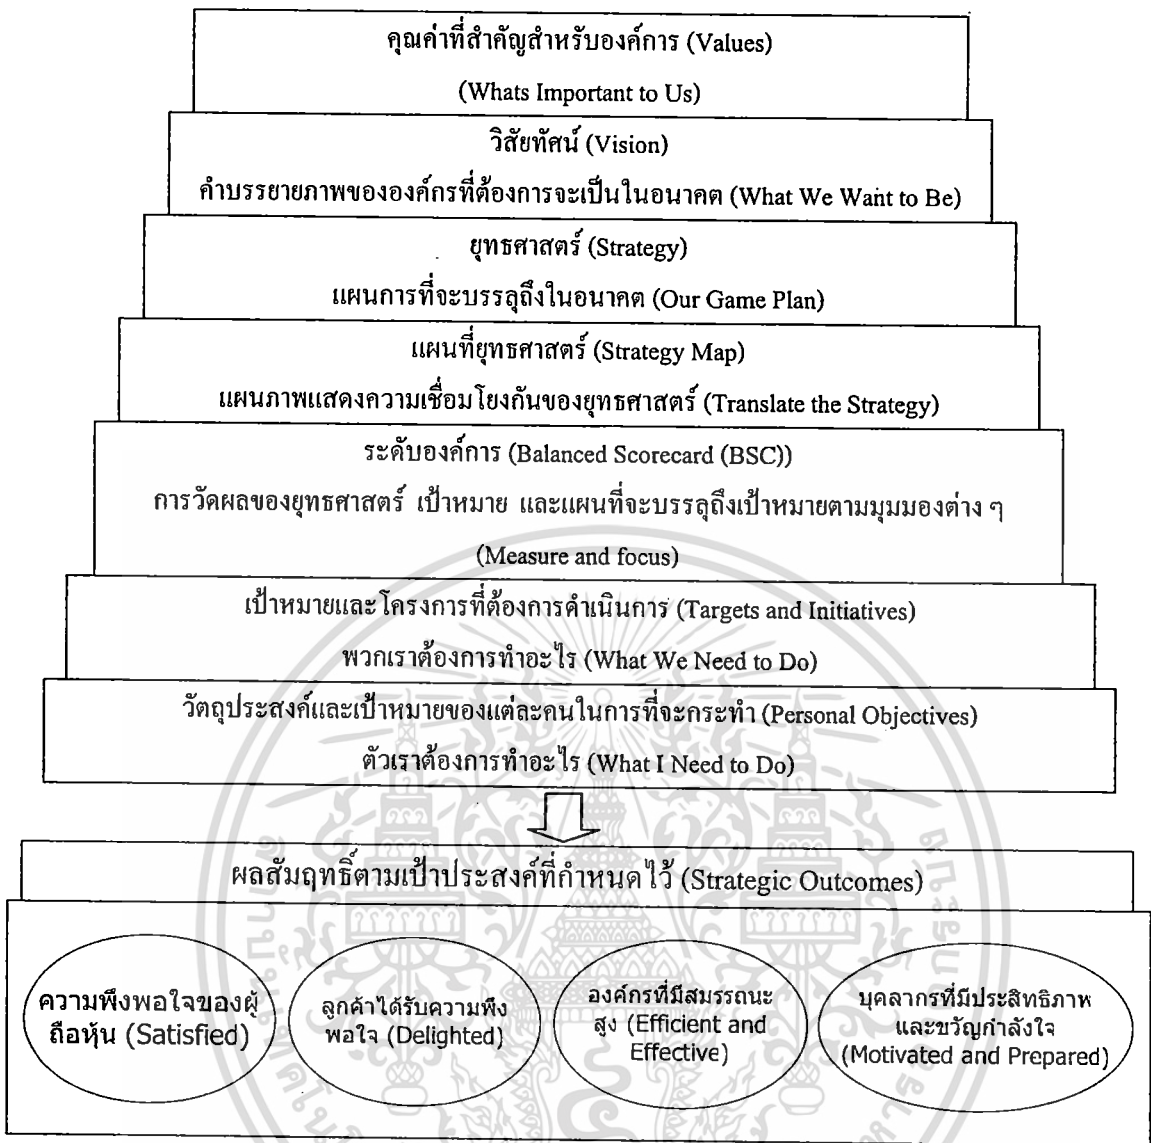 คุณค่าที่สำคัญสำหรับองค์การ (Values)
(Whats Important to Us)
วิสัยทัศน์ (Vision)
คำบรรยายภาพขององค์กรที่ต้องการจะเป็นในอนาคต (What We Want to Be)
ยุทธศาสตร์ (Strategy)
แผนการที่จะบรรลุถึงในอนาคต (Our Game Plan)
แผนที่ยุทธศาสตร์ (Strategy Map)
แผนภาพแสดงความเชื่อมโยงกันของยุทธศาสตร์ (Translate the Strategy)
ระดับองค์การ (Balanced Scorecard (BSC))
การวัดผลของยุทธศาสตร์ เป้าหมาย และแผนที่จะบรรลุถึงเป้าหมายตามมุมมองต่าง ๆ
(Measure and focus)
เป้าหมายและโครงการที่ต้องการดำเนินการ (Targets and Initiatives)
พวกเราต้องการทำอะไร (What We Need to Do)
วัตถุประสงค์และเป้าหมายของแต่ละคนในการที่จะกระทำ (Personal Objectives)
ตัวเราต้องการทำอะไร (What I Need to Do)
ผลสัมฤทธิ์ตามเป้าประสงค์ที่กำหนดไว้ (Strategic Outcomes)
ความพึงพอใจของผู้
ถือหุ้น (Satisfied)
ลูกค้าได้รับความพึง
พอใจ (Delighted)
องค์กรที่มีสมรรถนะ
สูง (Efficient and
Effective)
บุคลากรที่มีประสิทธิภาพ
และขวัญกำลังใจ
(Motivated and Prepared)